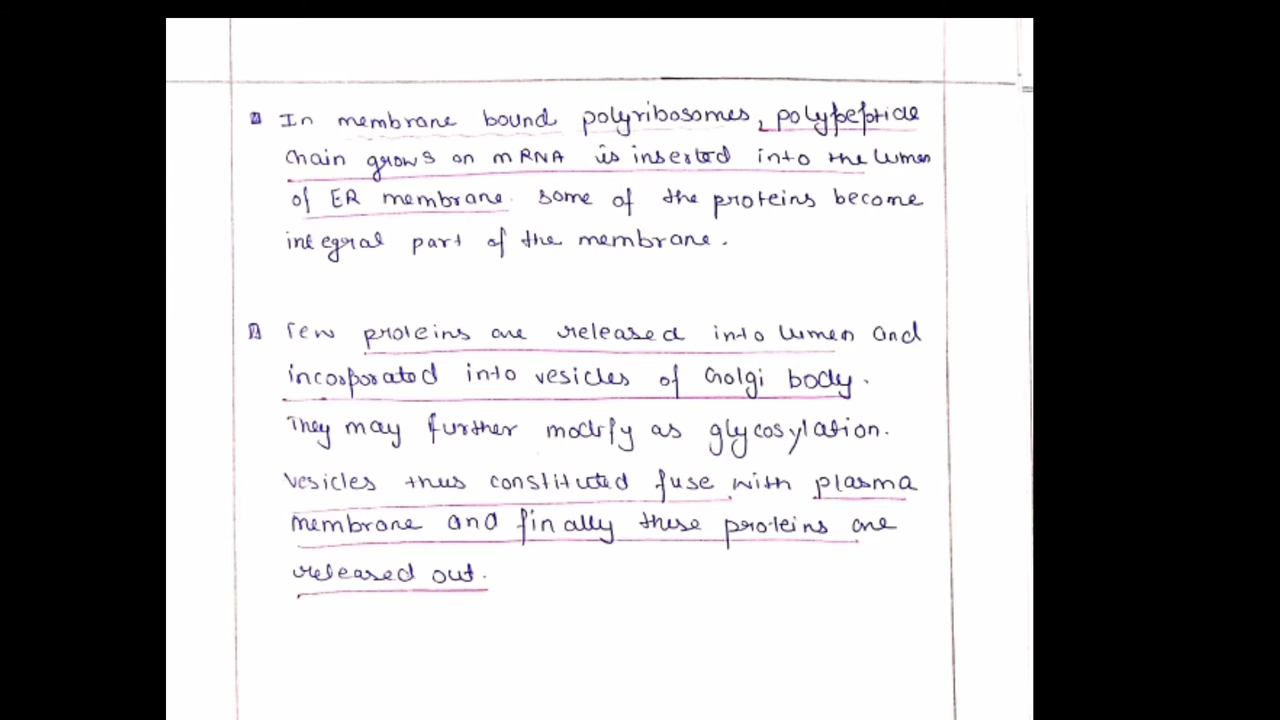 In membrane bound polyribosomes, polypeptide
chain grows on mRNA is inserted into the lumen
of ER membrane. some of the proteins become
integral part of the membrane.
Few proteins are released into lumen and
incorporated into vesicles of Golgi body.
They may further modify as glycosylation.
Vesicles thus constituted fuse with plasma
membrane and finally these proteins are
released out.